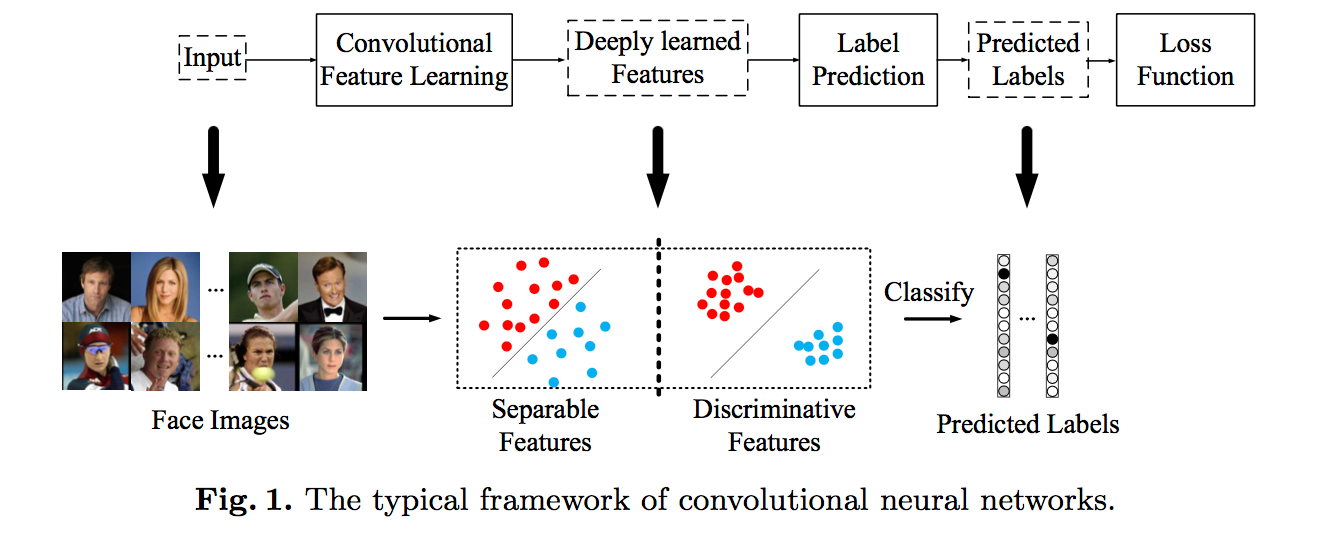 Input
Convolutional
Feature Learning
Deeply learned
Features
Label
Prediction
Predicted
Labels
Loss
Function
...
...
Face Images
Separable
Features
Discriminative
Features
Classify
...
Predicted Labels
Fig. 1. The typical framework of convolutional neural networks.